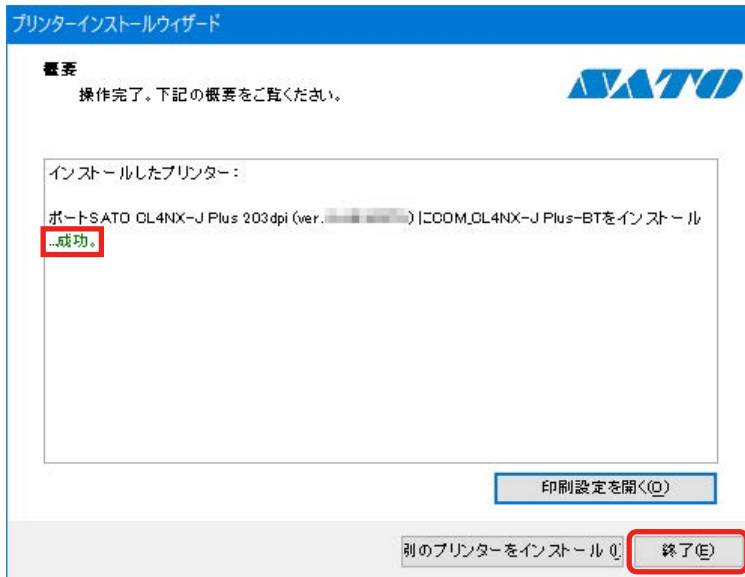 プリンターインストールウィザード
概要
操作完了。下記の概要をご覧ください。
SATO
インストールしたプリンター:
ポートSATO CL4NX-J Plus 203dpi (ver. ) にCOM_CL4NX-J Plus-BTをインストール
...成功。
印刷設定を開く(O)
別のプリンターをインストール (I)
終了(E)